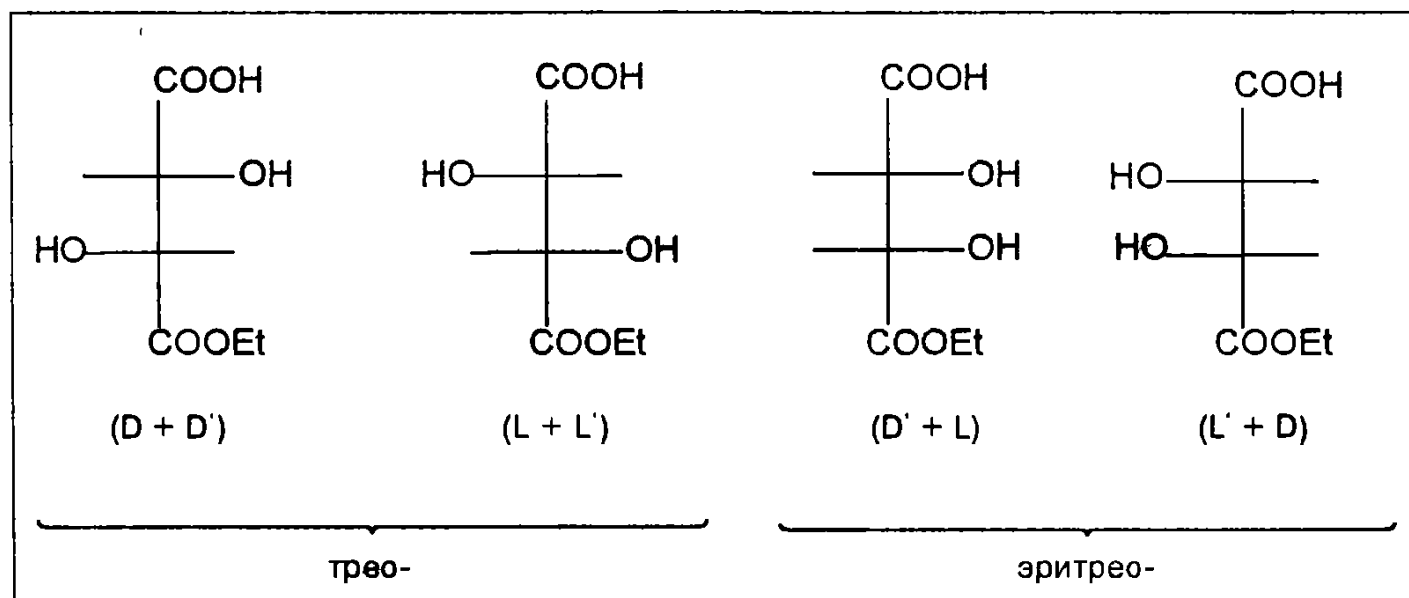 COOH COOH COOH COOH
OH HO OH HO
HO OH OH HO
COOEt COOEt COOEt COOEt
(D + D') (L + L') (D' + L) (L' + D)
трео- эритрео-